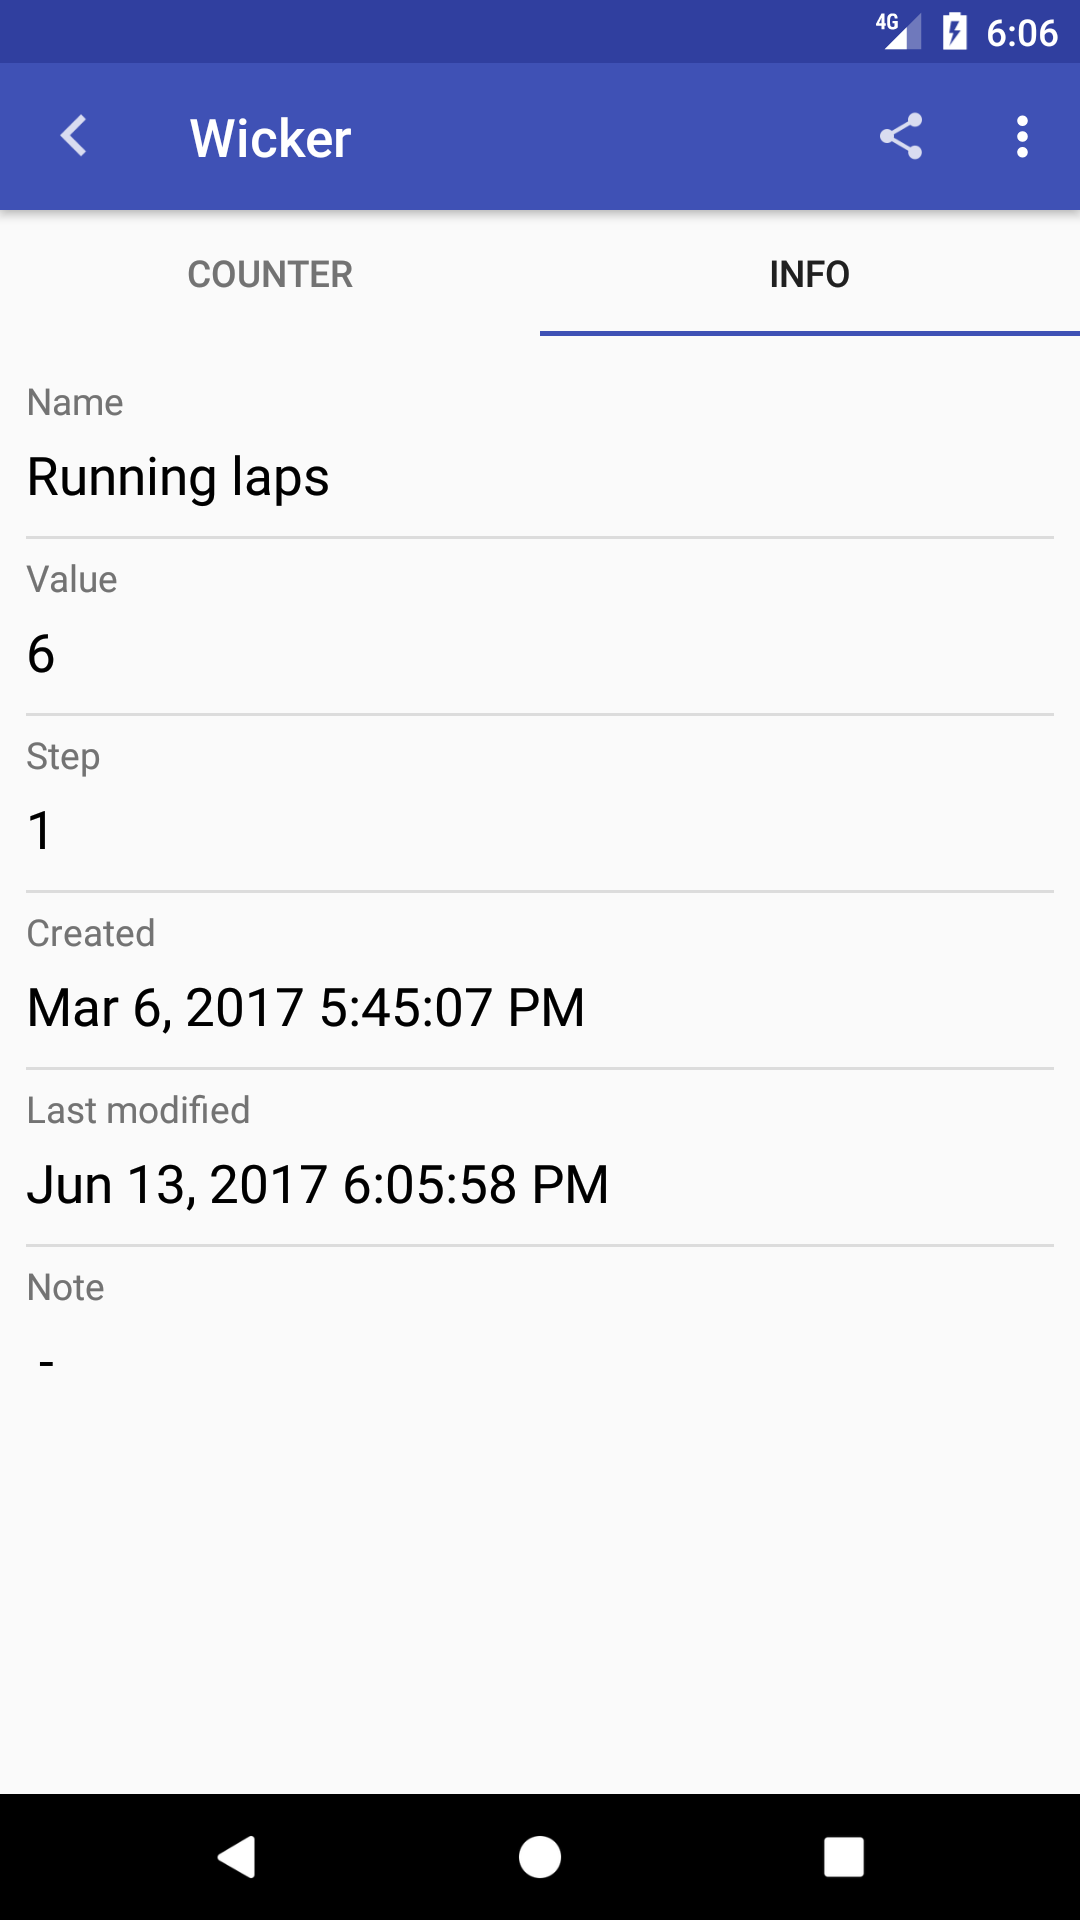 4G 6:06
Wicker
COUNTER INFO
Name
Running laps
Value
6
Step
1
Created
Mar 6, 2017 5:45:07 PM
Last modified
Jun 13, 2017 6:05:58 PM
Note
-